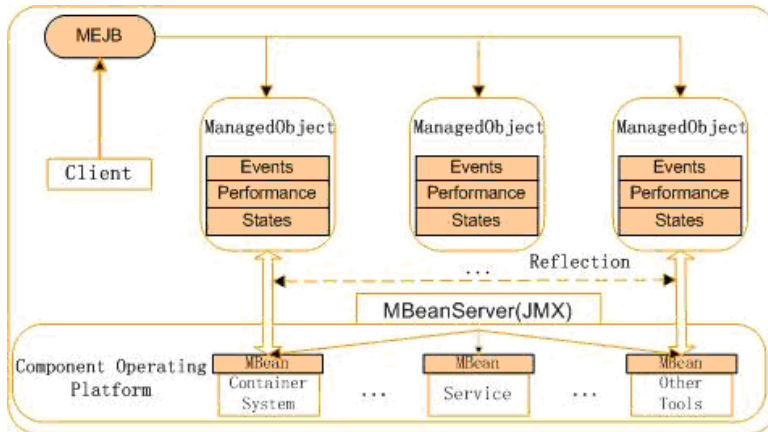 MEJB
ManagedObject ManagedObject ManagedObject
Client
Events Events Events
Performance Performance Performance
States States States
... Reflection
MBeanServer(JMX)
Component Operating
Platform
MBean MBean MBean
Container
System
...
Service
...
Other
Tools